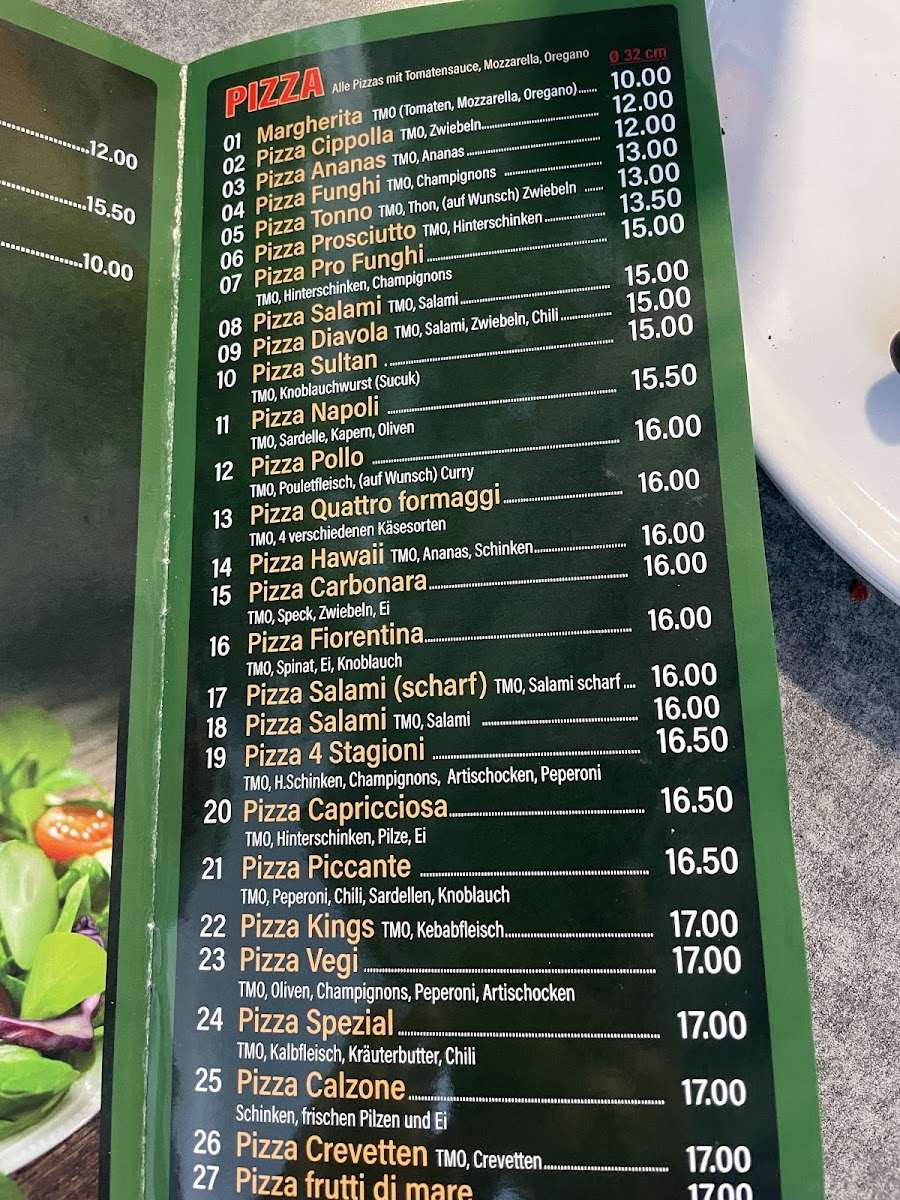 ..................12.00
..................15.50
..................10.00
PIZZA Alle Pizzas mit Tomatensauce, Mozzarella, Oregano Ø 32 cm
01 Margherita TMO (Tomaten, Mozzarella, Oregano)...... 10.00
02 Pizza Cippolla TMO, Zwiebeln.............................. 12.00
03 Pizza Ananas TMO, Ananas .............................. 12.00
04 Pizza Funghi TMO, Champignons .............................. 13.00
05 Pizza Tonno TMO, Thon, (auf Wunsch) Zwiebeln ...... 13.00
06 Pizza Prosciutto TMO, Hinterschinken.................. 13.50
07 Pizza Pro Funghi.............................. 15.00
TMO, Hinterschinken, Champignons
08 Pizza Salami TMO, Salami.............................. 15.00
09 Pizza Diavola TMO, Salami, Zwiebeln, Chili............. 15.00
10 Pizza Sultan .............................. 15.00
TMO, Knoblauchwurst (Sucuk)
11 Pizza Napoli .............................. 15.50
TMO, Sardelle, Kapern, Oliven
12 Pizza Pollo .............................. 16.00
TMO, Pouletfleisch, (auf Wunsch) Curry
13 Pizza Quattro formaggi.............................. 16.00
TMO, 4 verschiedenen Käsesorten
14 Pizza Hawaii TMO, Ananas, Schinken.................... 16.00
15 Pizza Carbonara.............................. 16.00
TMO, Speck, Zwiebeln, Ei
16 Pizza Fiorentina.............................. 16.00
TMO, Spinat, Ei, Knoblauch
17 Pizza Salami (scharf) TMO, Salami scharf.... 16.00
18 Pizza Salami TMO, Salami .............................. 16.00
19 Pizza 4 Stagioni .............................. 16.50
TMO, H.Schinken, Champignons, Artischocken, Peperoni
20 Pizza Capricciosa.............................. 16.50
TMO, Hinterschinken, Pilze, Ei
21 Pizza Piccante .............................. 16.50
TMO, Peperoni, Chili, Sardellen, Knoblauch
22 Pizza Kings TMO, Kebabfleisch.............................. 17.00
23 Pizza Vegi .............................. 17.00
TMO, Oliven, Champignons, Peperoni, Artischocken
24 Pizza Spezial.............................. 17.00
TMO, Kalbfleisch, Kräuterbutter, Chili
25 Pizza Calzone.............................. 17.00
Schinken, frischen Pilzen und Ei
26 Pizza Crevetten TMO, Crevetten.................... 17.00
27 Pizza frutti di mare 17.00